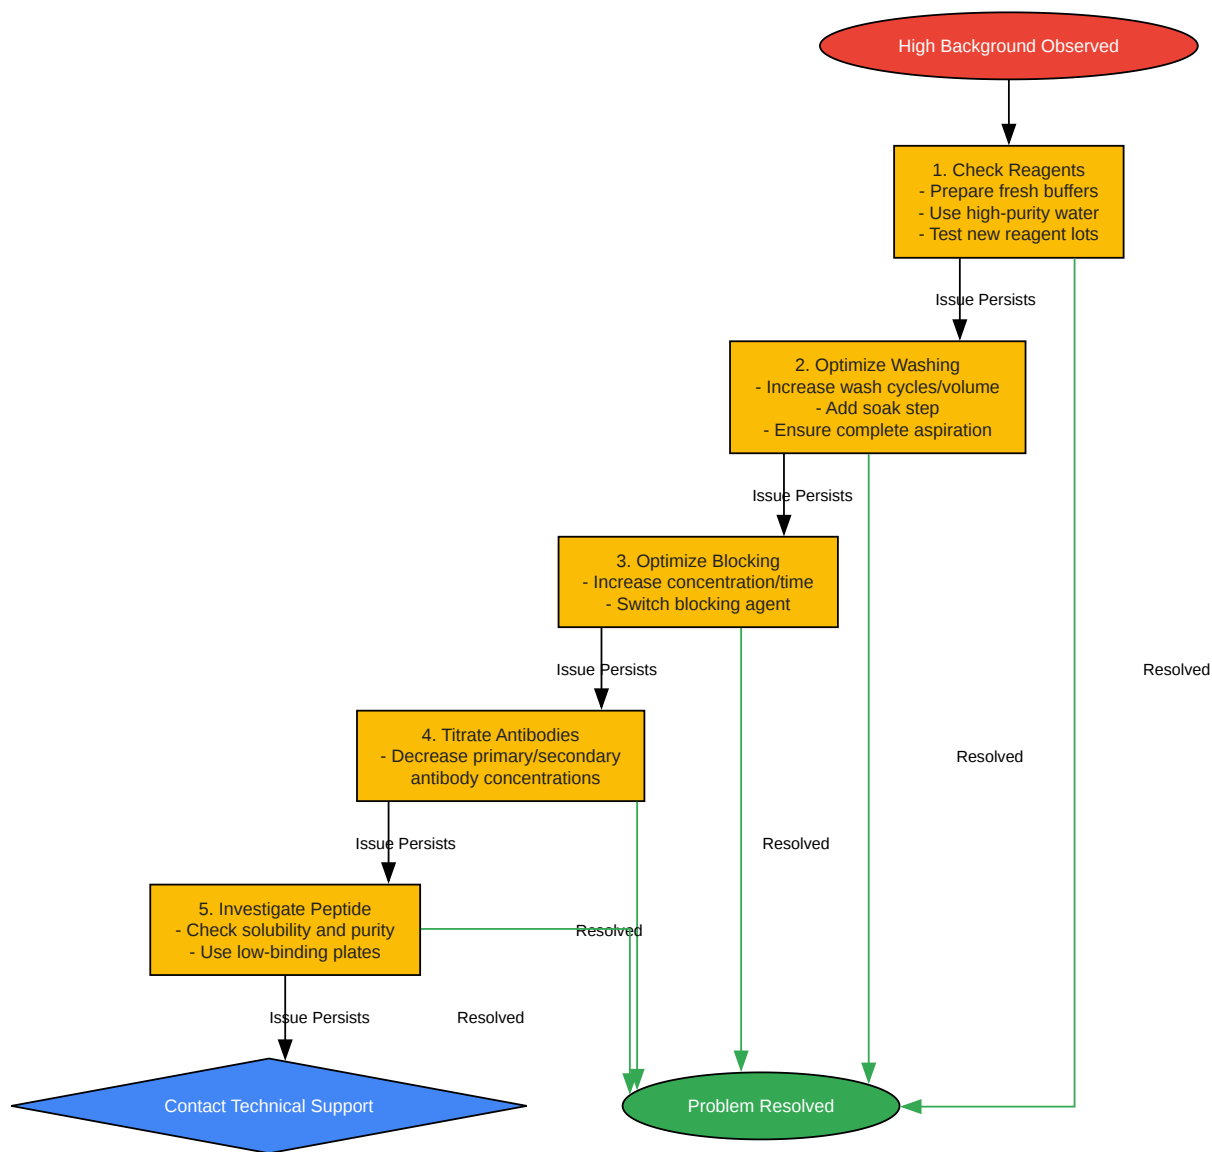 High Background Observed
1. Check Reagents
- Prepare fresh buffers
- Use high-purity water
- Test new reagent lots
Issue Persists
2. Optimize Washing
- Increase wash cycles/volume
- Add soak step
- Ensure complete aspiration
Issue Persists
3. Optimize Blocking
- Increase concentration/time
- Switch blocking agent
Issue Persists
Resolved
4. Titrate Antibodies
- Decrease primary/secondary
antibody concentrations
Resolved
Issue Persists
Resolved
5. Investigate Peptide
- Check solubility and purity
- Use low-binding plates
Resolved
Issue Persists
Resolved
Contact Technical Support
Problem Resolved